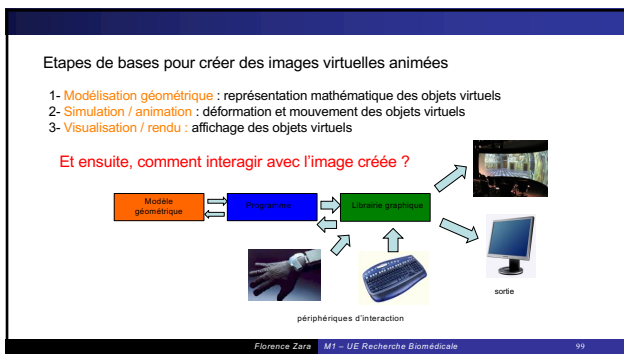 Etapes de bases pour créer des images virtuelles animées
1- Modélisation géométrique : représentation mathématique des objets virtuels
2- Simulation / animation : déformation et mouvement des objets virtuels
3- Visualisation / rendu : affichage des objets virtuels
Et ensuite, comment interagir avec l'image créée ?
Modèle
géométrique
Programme
Librairie graphique
sortie
périphériques d'interaction
Florence Zara M1 – UE Recherche Biomédicale 99